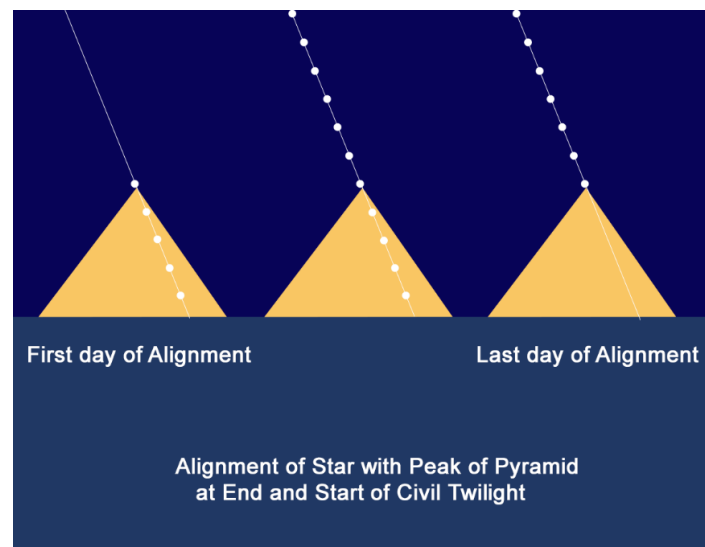 First day of Alignment
Last day of Alignment
Alignment of Star with Peak of Pyramid
at End and Start of Civil Twilight